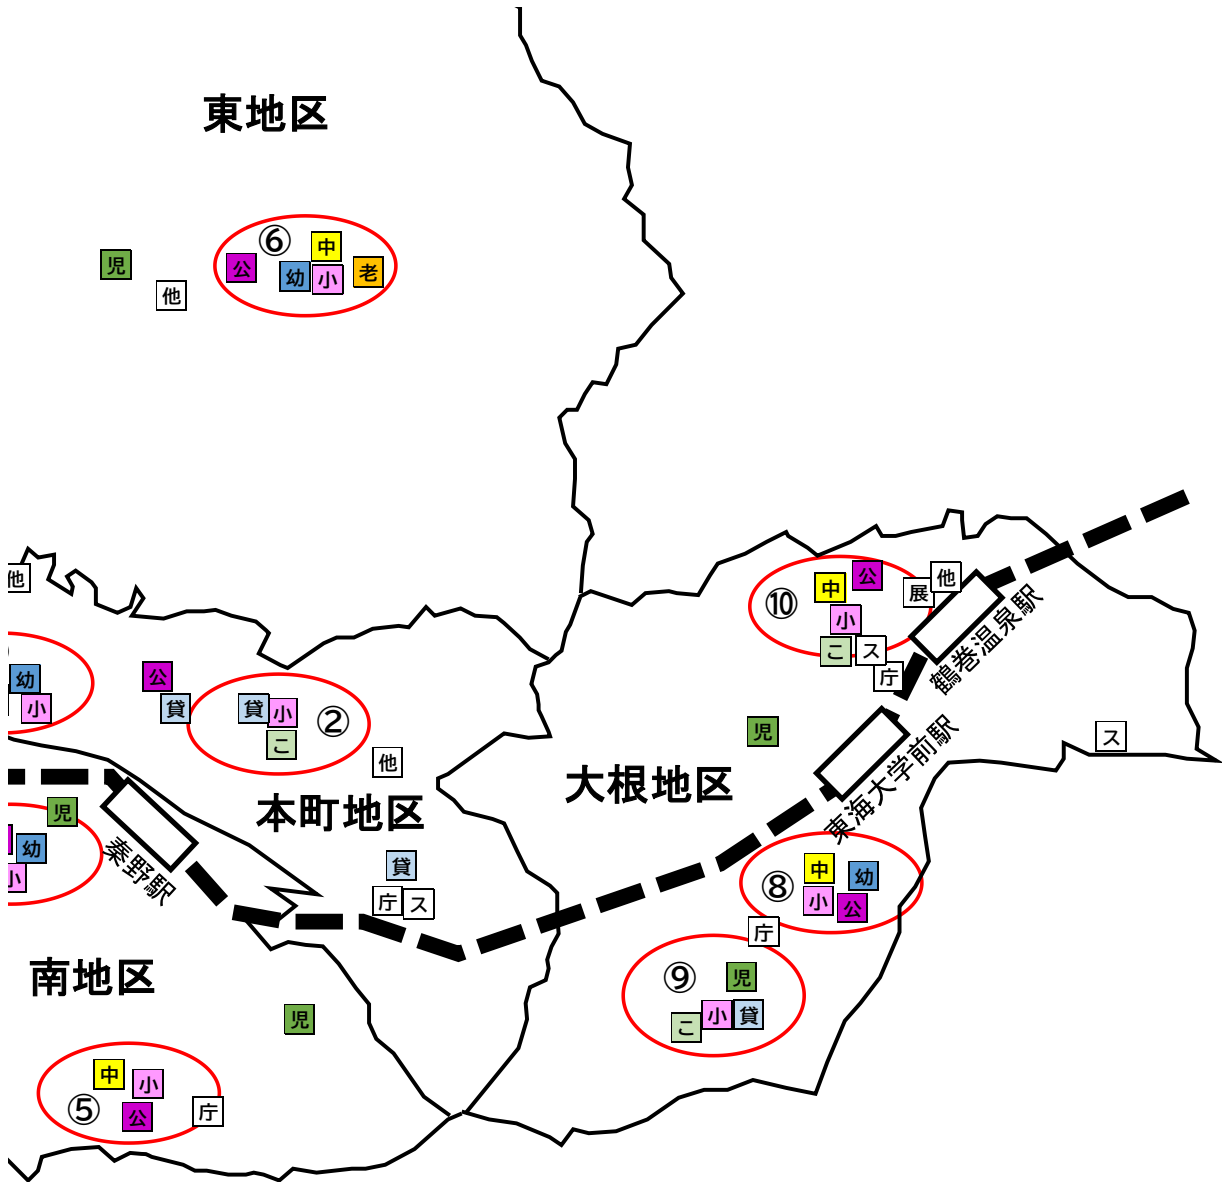 東地区
⑥
中
児
公
幼
小
老
他
他
公
展
他
⑩
中
小
こ
ス
庁
鶴巻温泉駅
幼
小
公
貸
貸
小
②
こ
他
児
ス
大根地区
東海大学前駅
本町地区
児
幼
小
秦野駅
貸
庁
ス
中
幼
⑧
小
公
庁
南地区
⑨
児
こ
小
貸
児
中
小
⑤
公
庁